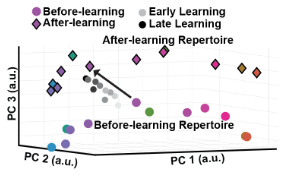 Before-learning Early Learning
After-learning Late Learning
After-learning Repertoire
PC 3 (a.u.)
Before-learning Repertoire
PC 2 (a.u.) PC 1 (a.u.)